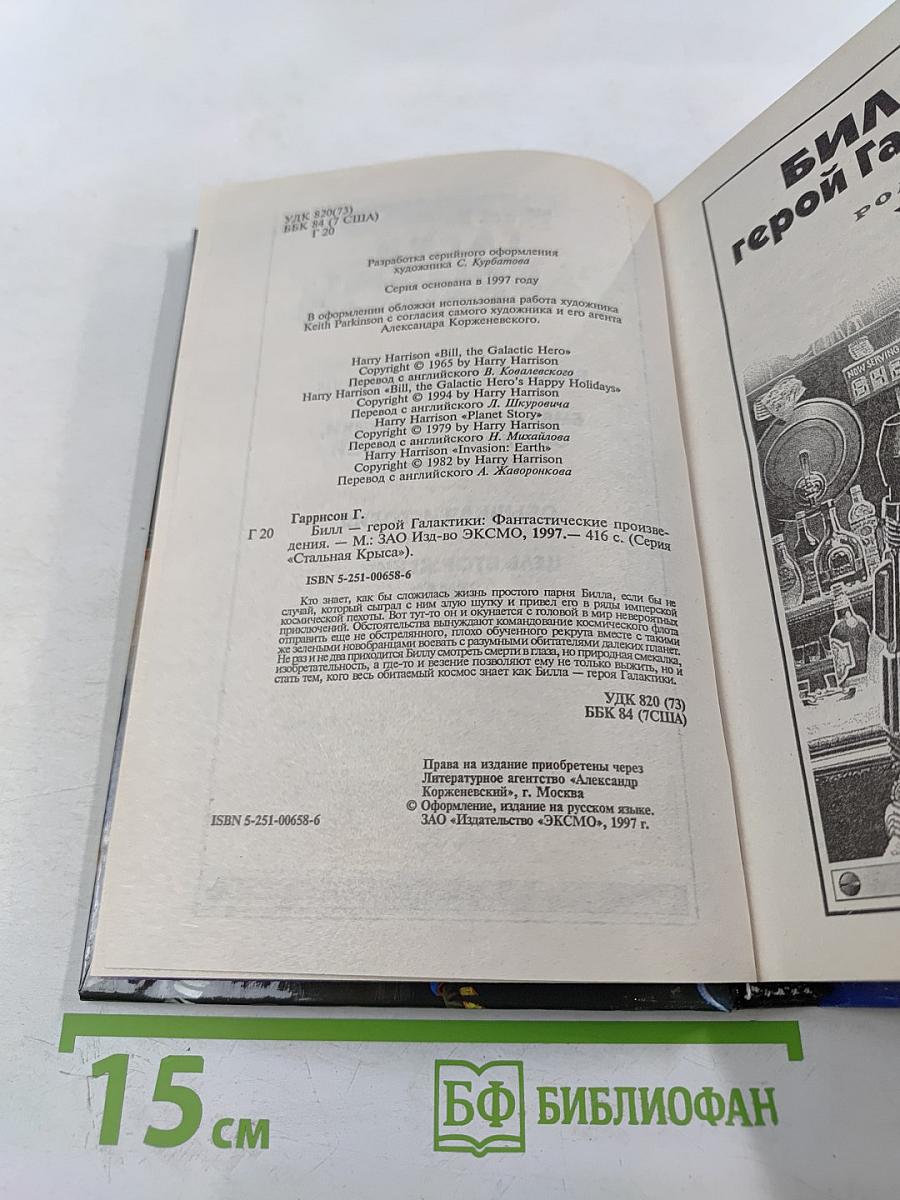 УДК 820(73)
ББК 84 (7 США)
Г 20
Разработка серийного оформления
художника С. Курбатова
Серия основана в 1997 году
В оформлении обложки использована работа художника
Keith Parkinson с согласия самого художника и его агента
Александра Корженевского.
Harry Harrison «Bill, the Galactic Hero»
Copyright © 1965 by Harry Harrison
Перевод с английского В. Ковалевского
Harry Harrison «Bill, the Galactic Hero's Happy Holidays»
Copyright © 1994 by Harry Harrison
Перевод с английского Л. Шкуровича
Harry Harrison «Planet Story»
Copyright © 1979 by Harry Harrison
Перевод с английского Н. Михайлова
Harry Harrison «Invasion: Earth»
Copyright © 1982 by Harry Harrison
Перевод с английского А. Жаворонкова
Гаррисон Г.
Г 20 Билл — герой Галактики: Фантастические произве-
дения. — М.: ЗАО Изд-во ЭКСМО, 1997.— 416 с. (Серия
«Стальная Крыса»).
ISBN 5-251-00658-6
Кто знает, как бы сложилась жизнь простого парня Билла, если бы не
случай, который сыграл с ним злую шутку и привел его в ряды имперской
космической пехоты. Вот тут-то он и окунается с головой в мир невероятных
приключений. Обстоятельства вынуждают командование космического флота
отправить еще не обстрелянного, плохо обученного рекрута вместе с такими
же зелеными новобранцами воевать с разумными обитателями далеких планет.
Не раз и не два приходится Биллу смотреть смерти в глаза, но природная смекалка,
изобретательность, а где-то и везение позволяют ему не только выжить, но и
стать тем, кого весь обитаемый космос знает как Билла — героя Галактики.
УДК 820 (73)
ББК 84 (7США)
Права на издание приобретены через
Литературное агентство «Александр
Корженевский», г. Москва
© Оформление, издание на русском языке.
ISBN 5-251-00658-6 ЗАО «Издательство «ЭКСМО», 1997 г.
БИЛ
герой Га
NOW SERVING
15 см
БФ БИБЛИОФАН